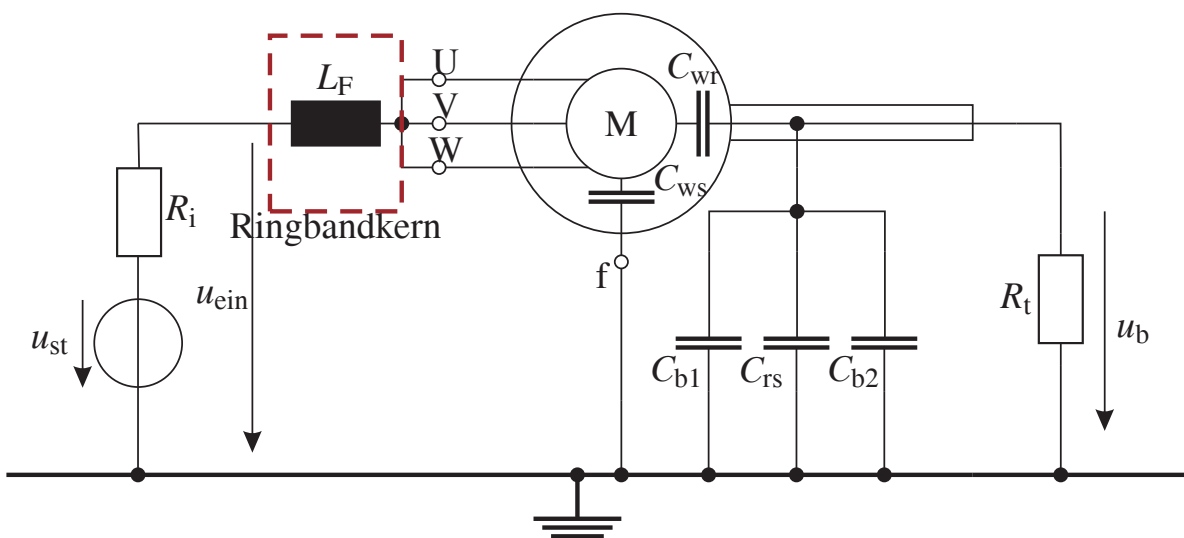 U
L_F
C_wr
V
M
W
C_ws
R_i
Ringbandkern
f
u_ein
R_t
u_st
u_b
C_b1
C_rs
C_b2